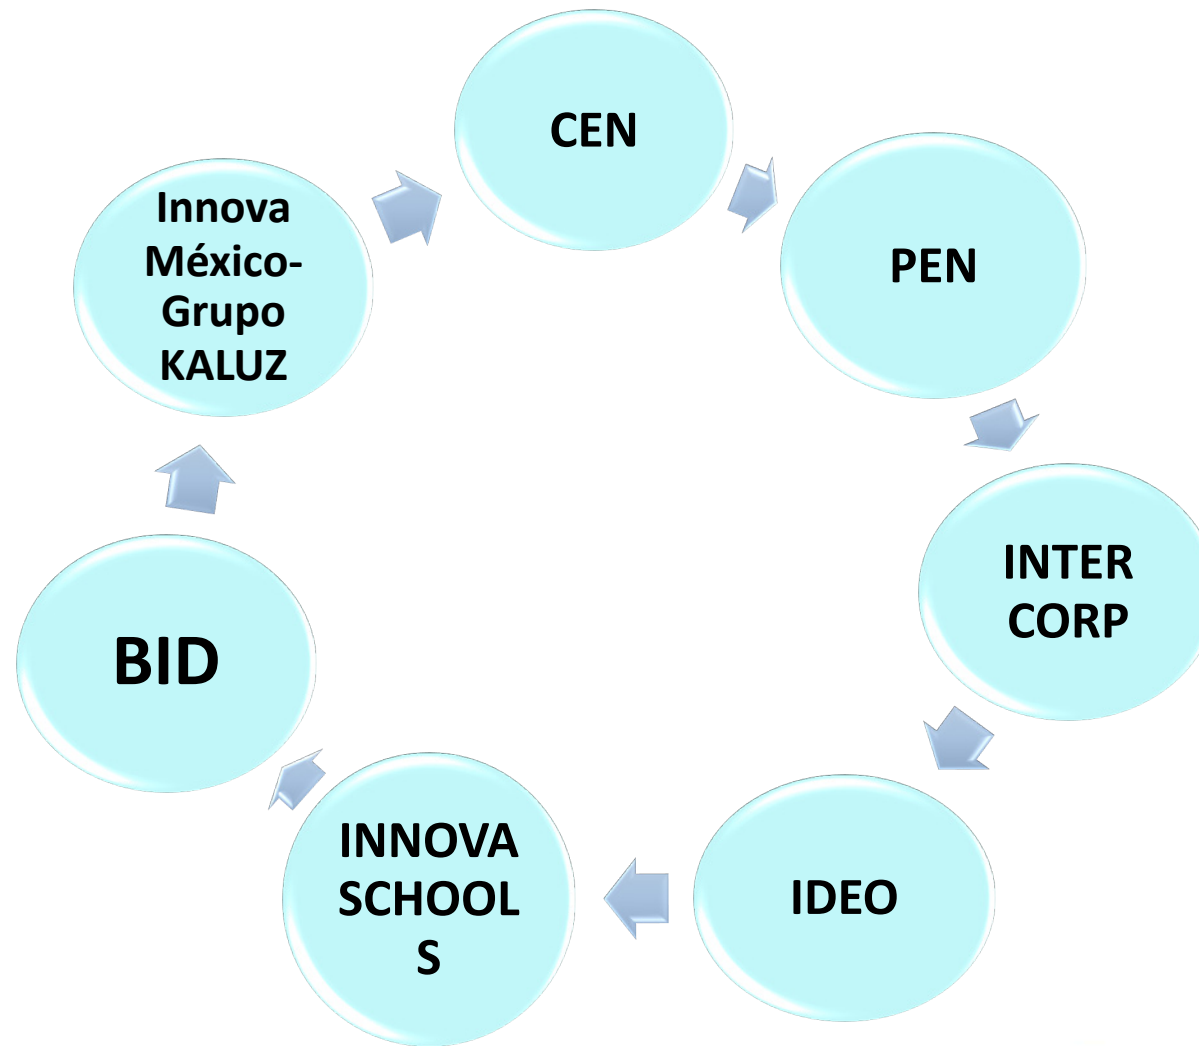 CEN
PEN
INTER
CORP
IDEO
INNOVA
SCHOOL
S
BID
Innova
México-
Grupo
KALUZ